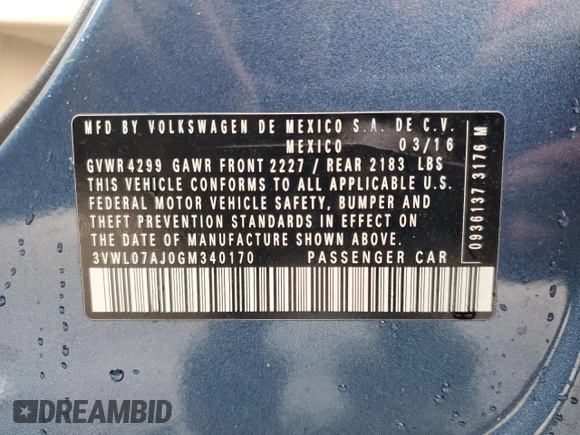 MFD BY VOLKSWAGEN DE MEXICO S.A. DE C.V.
MEXICO 03/16
GVWR 4299 GAWR FRONT 2227 / REAR 2183 LBS
THIS VEHICLE CONFORMS TO ALL APPLICABLE U.S.
FEDERAL MOTOR VEHICLE SAFETY, BUMPER AND
THEFT PREVENTION STANDARDS IN EFFECT ON
THE DATE OF MANUFACTURE SHOWN ABOVE.
3VWL07AJ0GM340170 PASSENGER CAR
0936137 3176 M
DREAMBID